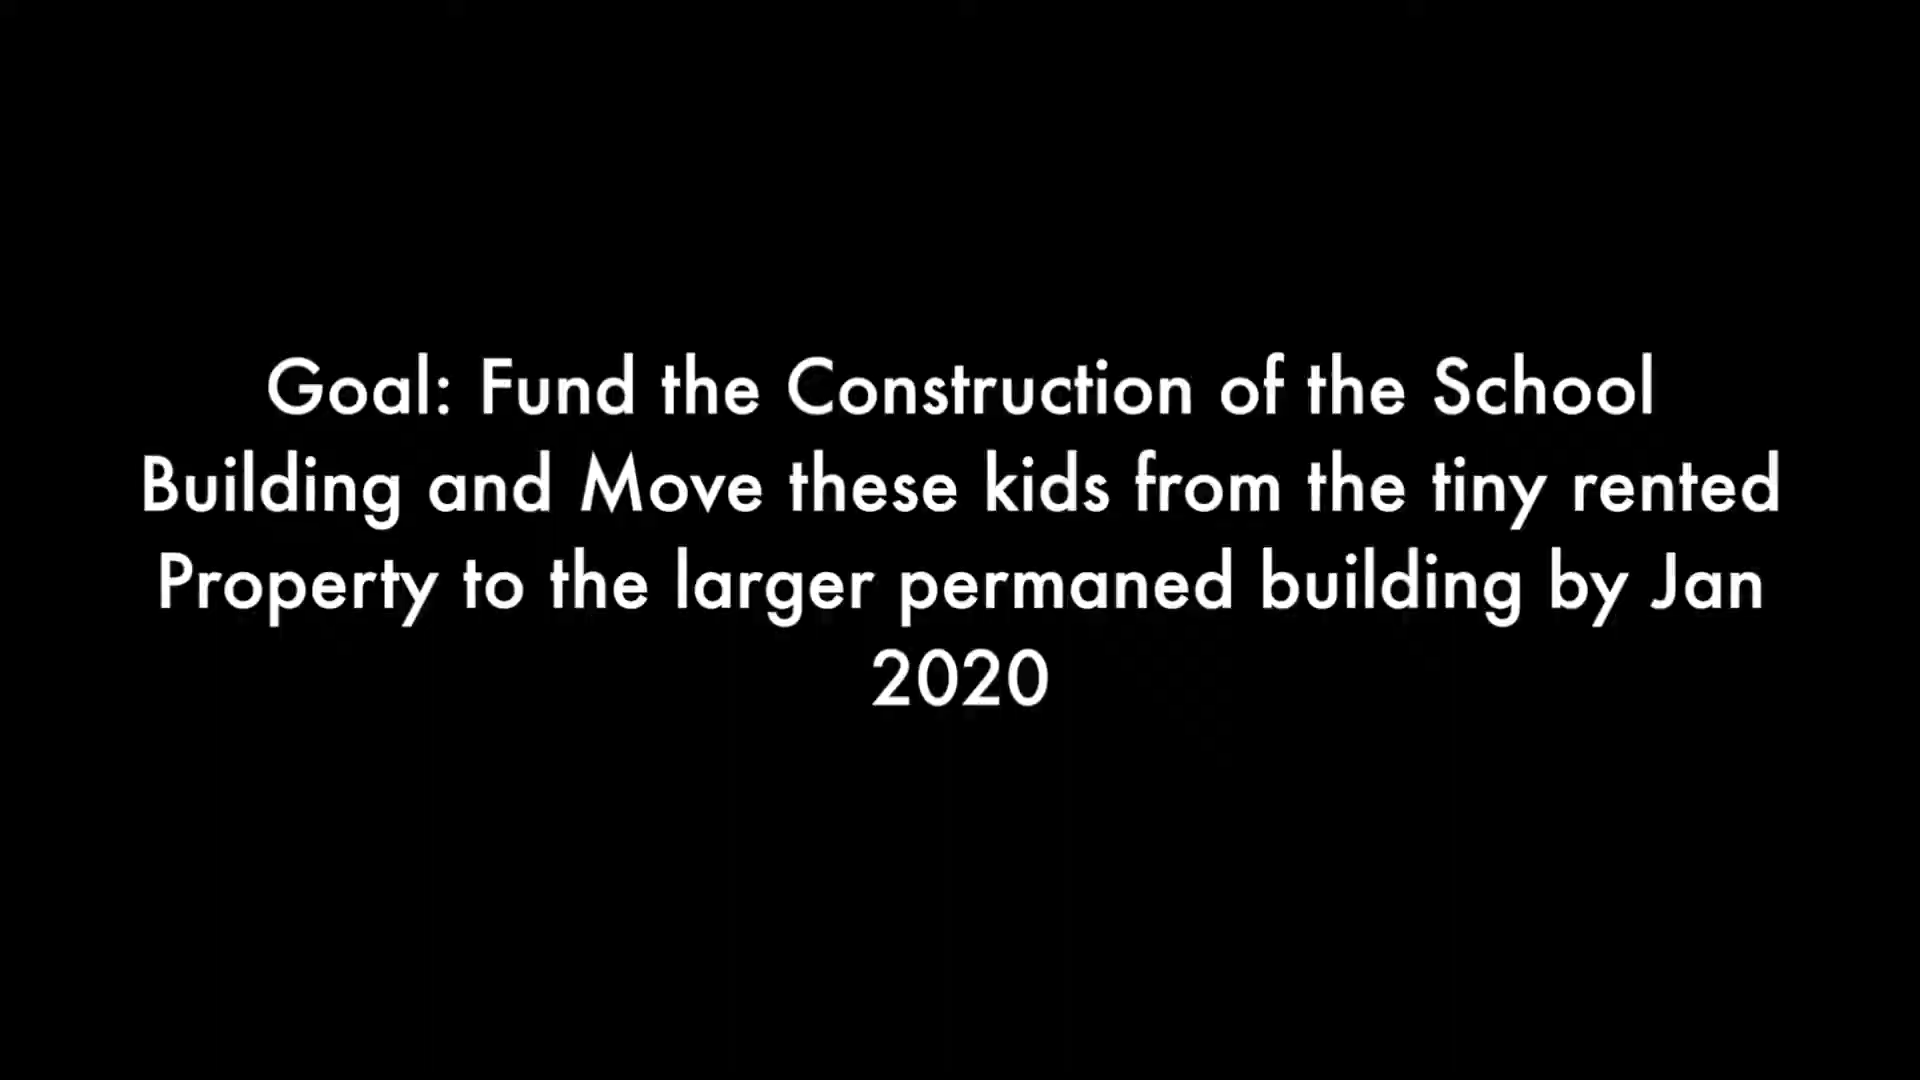 Goal: Fund the Construction of the School
Building and Move these kids from the tiny rented
Property to the larger permaned building by Jan
2020